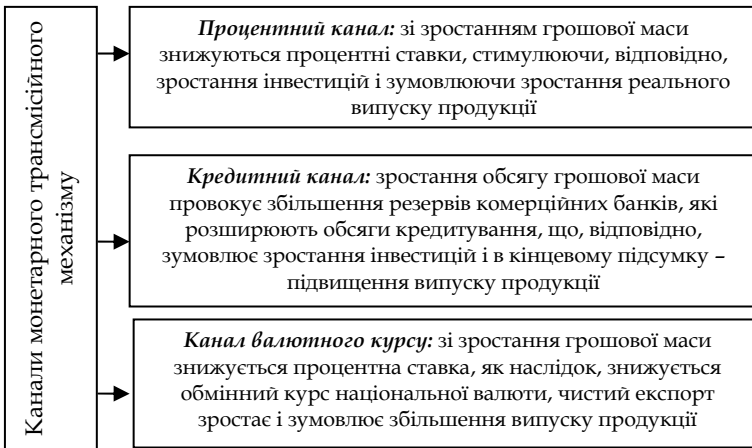 Канали монетарного трансмісійного
механізму
Процентний канал: зі зростанням грошової маси
знижуються процентні ставки, стимулюючи, відповідно,
зростання інвестицій і зумовлюючи зростання реального
випуску продукції
Кредитний канал: зростання обсягу грошової маси
провокує збільшення резервів комерційних банків, які
розширюють обсяги кредитування, що, відповідно,
зумовлює зростання інвестицій і в кінцевому підсумку –
підвищення випуску продукції
Канал валютного курсу: зі зростання грошової маси
знижується процентна ставка, як наслідок, знижується
обмінний курс національної валюти, чистий експорт
зростає і зумовлює збільшення випуску продукції